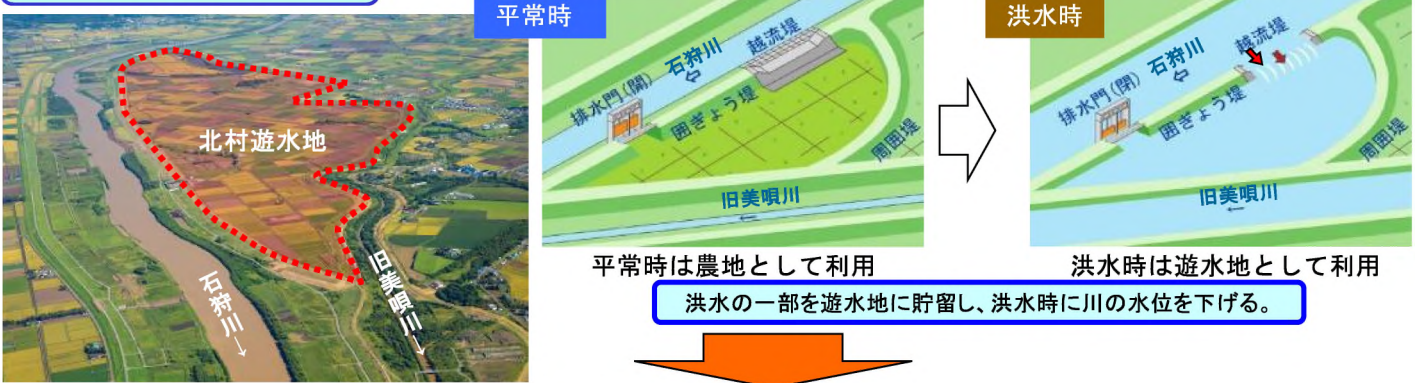 北村遊水地
石狩川→
旧美唄川→
平常時
石狩川
越流堤
排水門(開)
囲ぎょう堤
周囲堤
旧美唄川
←
平常時は農地として利用
洪水時
石狩川
越流堤
排水門(閉)
囲ぎょう堤
周囲堤
旧美唄川
←
洪水時は遊水地として利用
洪水の一部を遊水地に貯留し、洪水時に川の水位を下げる。